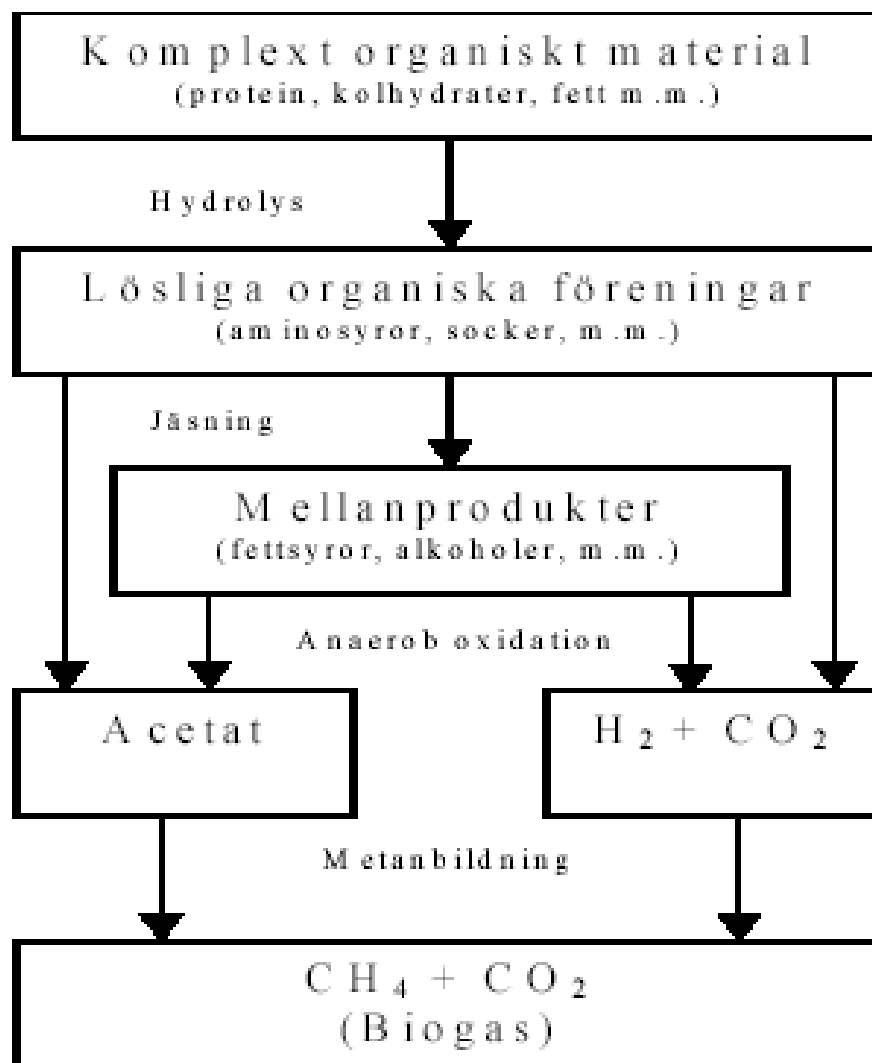 Komplext organiskt material
(protein, kolhydrater, fett m.m.)
Hydrolys
Lösliga organiska föreningar
(aminosyror, socker, m.m.)
Jäsning
Mellanprodukter
(fettsyror, alkoholer, m.m.)
Anaerob oxidation
Acetat
H₂ + CO₂
Metanbildning
CH₄ + CO₂
(Biogas)